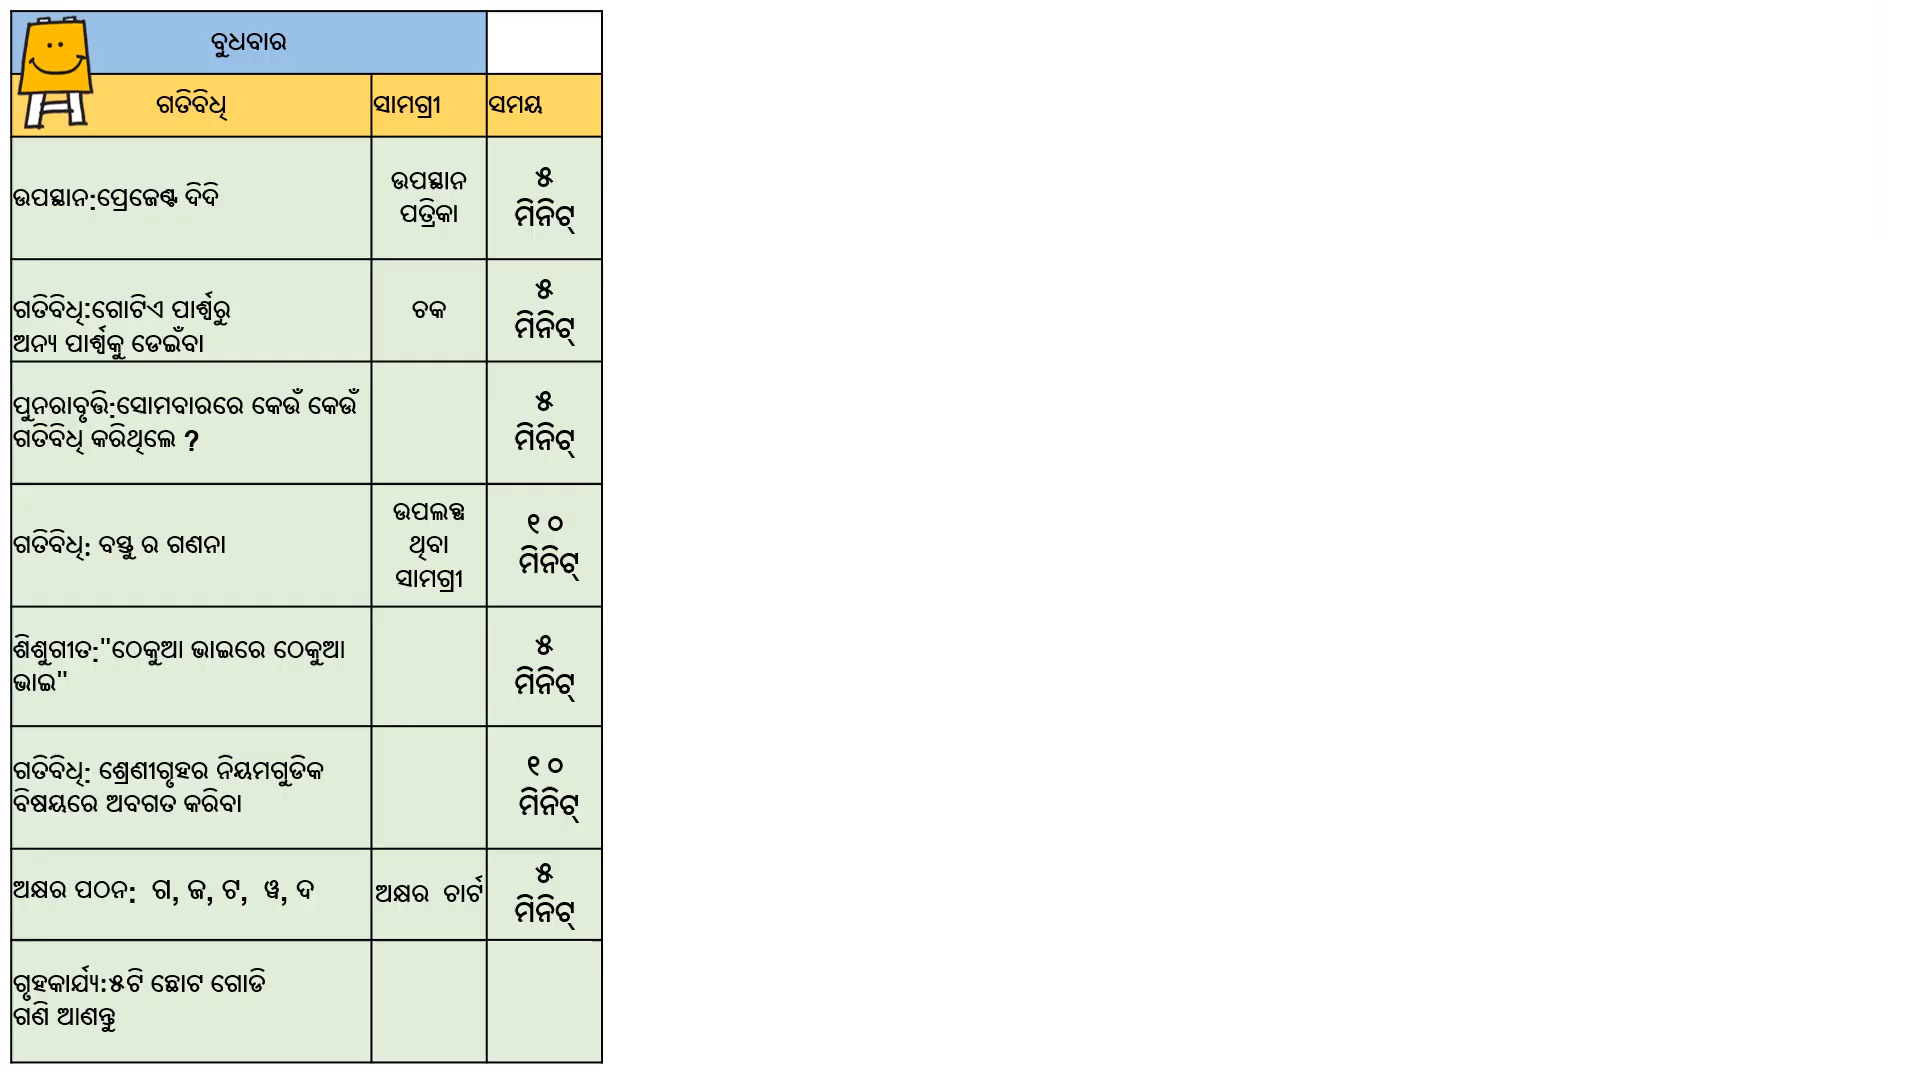 ବୁଧବାର
ଗତିବିଧି ସାମଗ୍ରୀ ସମୟ
ଉପସ୍ଥାନ:ପ୍ରେଜେଣ୍ଟ ଦିଦି
ଉପସ୍ଥାନ
ପତ୍ରିକା
୫
ମିନିଟ୍
ଗତିବିଧି:ଗୋଟିଏ ପାର୍ଶ୍ଵରୁ
ଅନ୍ୟ ପାର୍ଶ୍ଵକୁ ଡେଇଁବା
ଚକ
୫
ମିନିଟ୍
ପୁନରାବୃତ୍ତି:ସୋମବାରରେ କେଉଁ କେଉଁ
ଗତିବିଧି କରିଥିଲେ ?
୫
ମିନିଟ୍
ଗତିବିଧି: ବସ୍ତୁ ର ଗଣନା
ଉପଲବ୍ଧ
ଥିବା
ସାମଗ୍ରୀ
୧୦
ମିନିଟ୍
ଶିଶୁଗୀତ:"ଠେକୁଆ ଭାଇରେ ଠେକୁଆ
ଭାଇ"
୫
ମିନିଟ୍
ଗତିବିଧି: ଶ୍ରେଣୀଗୃହର ନିୟମଗୁଡିକ
ବିଷୟରେ ଅବଗତ କରିବା
୧୦
ମିନିଟ୍
ଅକ୍ଷର ପଠନ: ଗ, ଜ, ଟ, ୱ, ଦ
ଅକ୍ଷର ଚାର୍ଟ
୫
ମିନିଟ୍
ଗୃହକାର୍ଯ୍ୟ:୫ଟି ଛୋଟ ଗୋଡି
ଗଣି ଆଣନ୍ତୁ